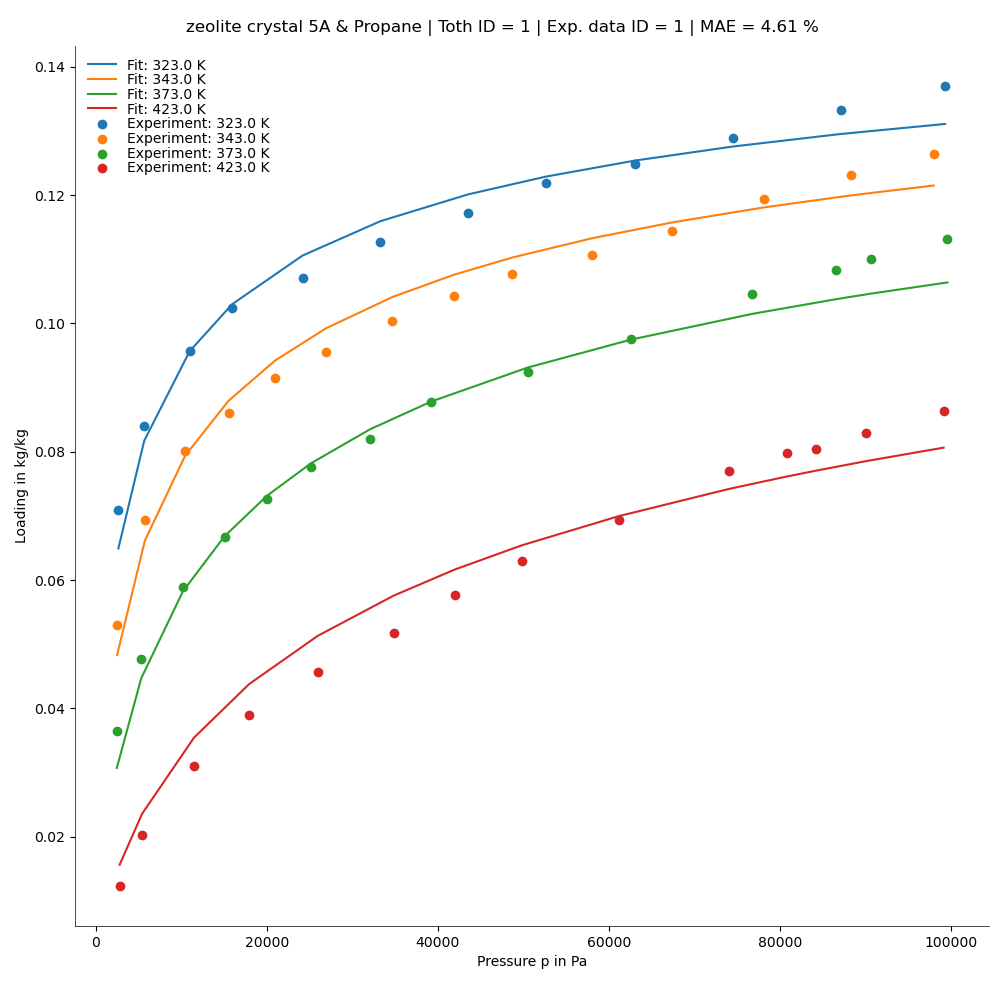 zeolite crystal 5A & Propane | Toth ID = 1 | Exp. data ID = 1 | MAE = 4.61 %
Fit: 323.0 K
Fit: 343.0 K
Fit: 373.0 K
Fit: 423.0 K
Experiment: 323.0 K
Experiment: 343.0 K
Experiment: 373.0 K
Experiment: 423.0 K
0.14
0.12
0.10
0.08
0.06
0.04
0.02
Loading in kg/kg
0 20000 40000 60000 80000 100000
Pressure p in Pa